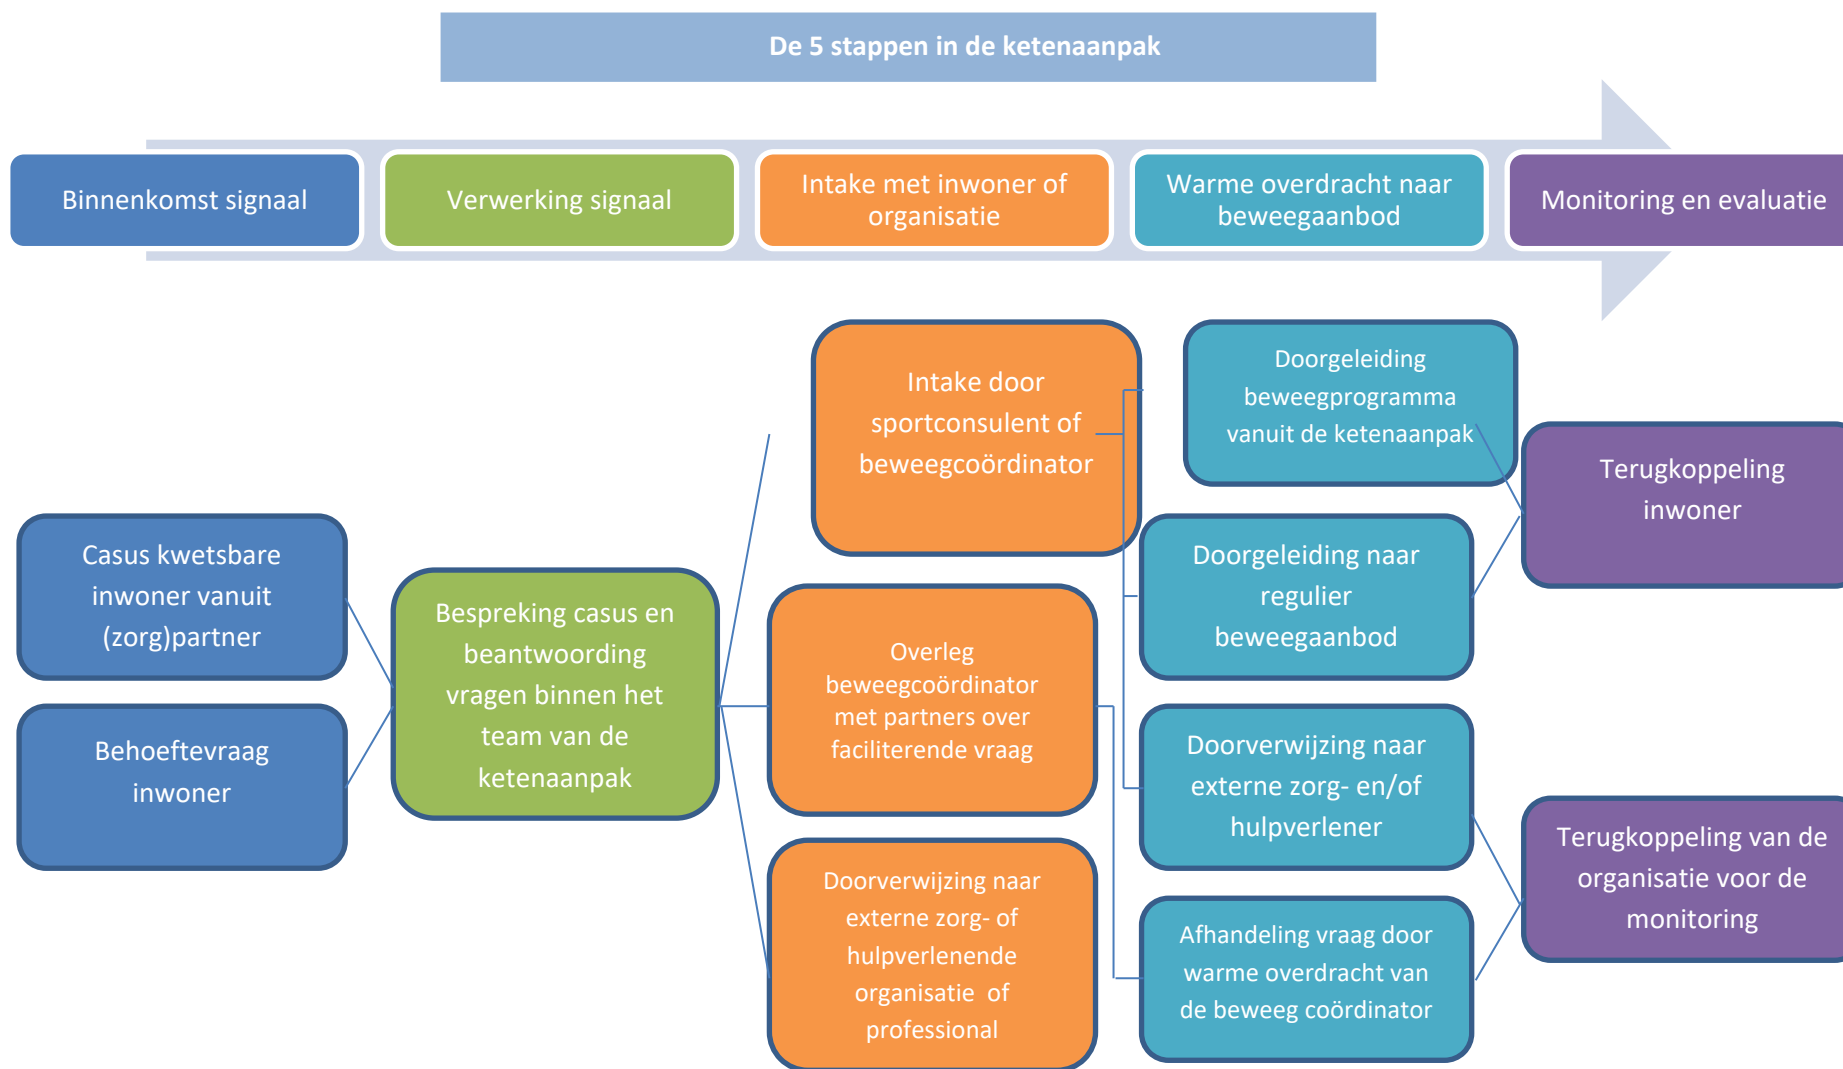 De 5 stappen in de ketenaanpak
Binnenkomst signaal
Verwerking signaal
Intake met inwoner of
organisatie
Warme overdracht naar
beweegaanbod
Monitoring en evaluatie
Casus kwetsbare
inwoner vanuit
(zorg)partner
Behoeftevraag
inwoner
Bespreking casus en
beantwoording
vragen binnen het
team van de
ketenaanpak
Intake door
sportconsulent of
beweegcoördinator
Overleg
beweegcoördinator
met partners over
faciliterende vraag
Doorverwijzing naar
externe zorg- of
hulpverlenende
organisatie of
professional
Doorgeleiding
beweegprogramma
vanuit de ketenaanpak
Doorgeleiding naar
regulier
beweegaanbod
Doorverwijzing naar
externe zorg- en/of
hulpverlener
Afhandeling vraag door
warme overdracht van
de beweeg coördinator
Terugkoppeling
inwoner
Terugkoppeling van de
organisatie voor de
monitoring